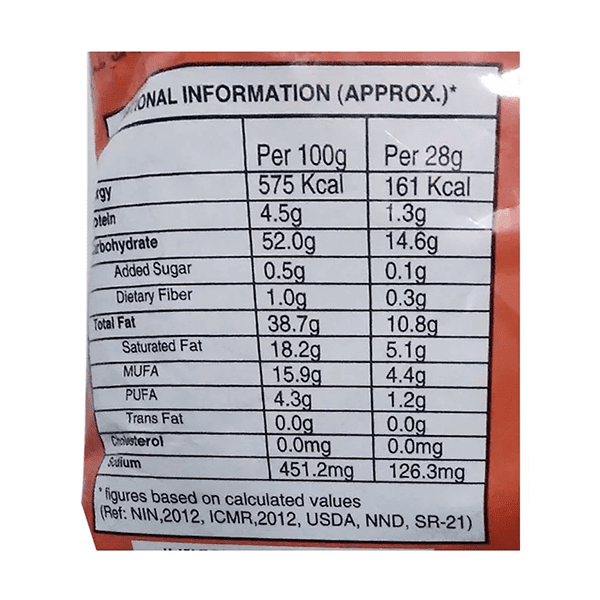 ONAL INFORMATION (APPROX.)*
Per 100g Per 28g
rgy 575 Kcal 161 Kcal
otein 4.5g 1.3g
rbohydrate 52.0g 14.6g
Added Sugar 0.5g 0.1g
Dietary Fiber 1.0g 0.3g
Total Fat 38.7g 10.8g
Saturated Fat 18.2g 5.1g
MUFA 15.9g 4.4g
PUFA 4.3g 1.2g
Trans Fat 0.0g 0.0g
Cholesterol 0.0mg 0.0mg
Sodium 451.2mg 126.3mg
* figures based on calculated values
(Ref: NIN,2012, ICMR,2012, USDA, NND, SR-21)